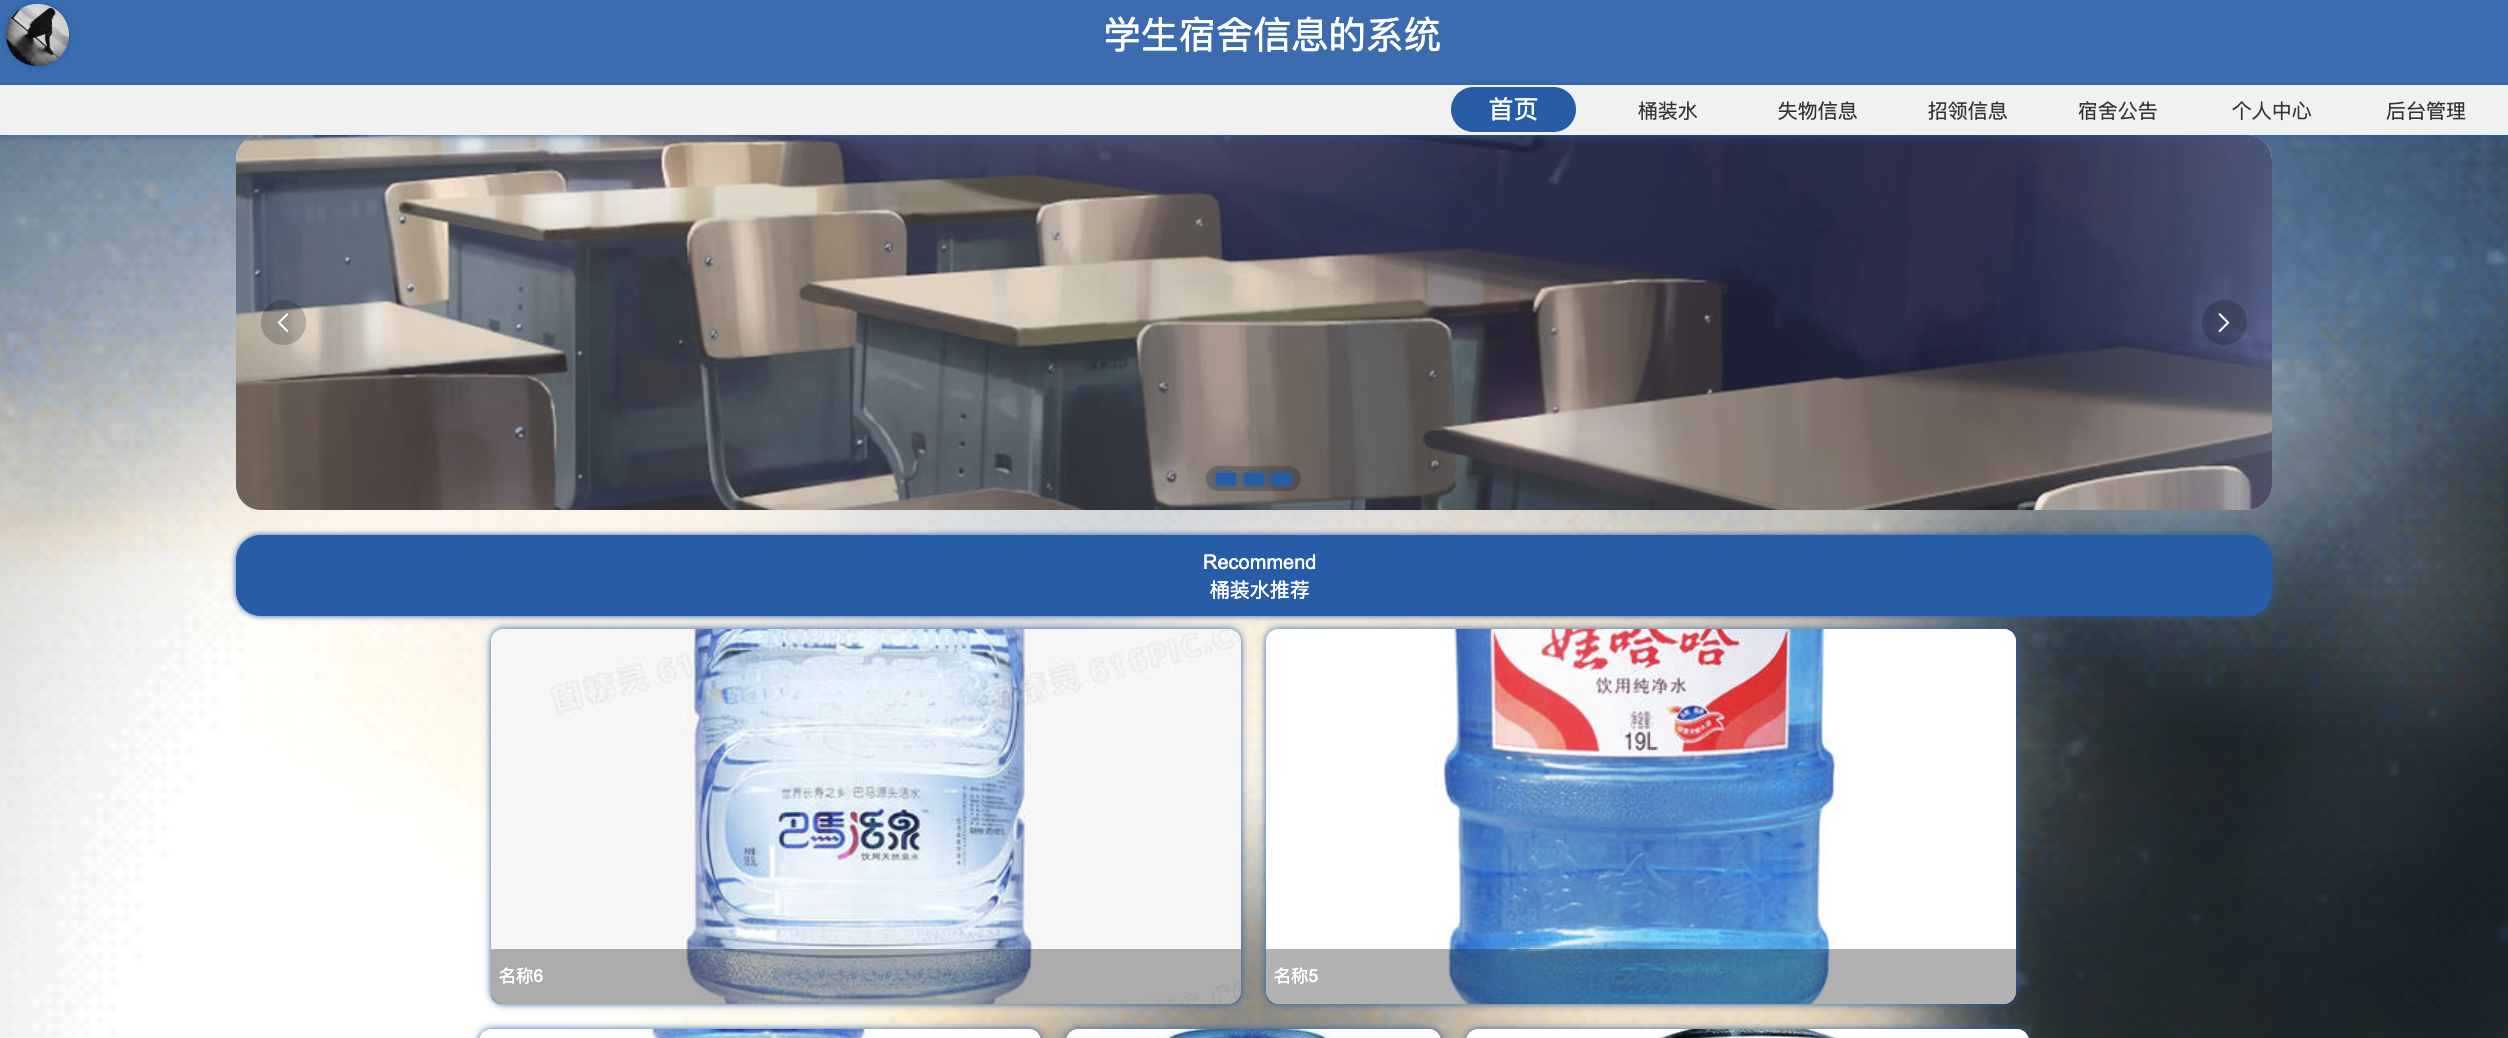 学生宿舍信息的系统
首页 桶装水 失物信息 招领信息 宿舍公告 个人中心 后台管理
Recommend
桶装水推荐
图精灵 616PIC.C
世界长寿之乡 巴马源头活水
巴馬活泉
饮用天然泉水
名称6
娃哈哈
饮用纯净水
净含量
19L
名称5